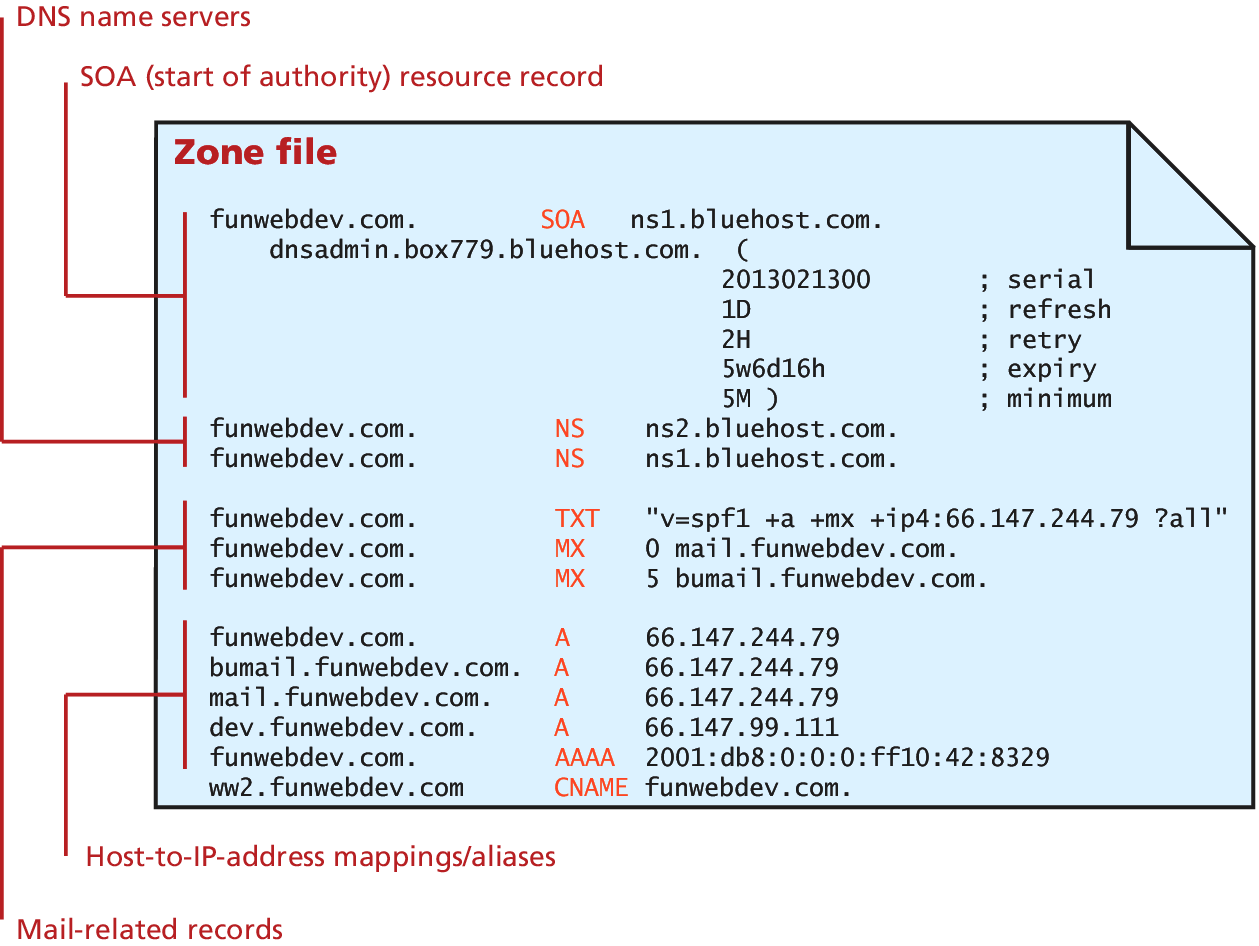 DNS name servers
SOA (start of authority) resource record
Zone file
funwebdev.com. SOA ns1.bluehost.com.
dnsadmin.box779.bluehost.com. (
2013021300 ; serial
1D ; refresh
2H ; retry
5w6d16h ; expiry
5M ) ; minimum
funwebdev.com. NS ns2.bluehost.com.
funwebdev.com. NS ns1.bluehost.com.
funwebdev.com. TXT "v=spf1 +a +mx +ip4:66.147.244.79 ?all"
funwebdev.com. MX 0 mail.funwebdev.com.
funwebdev.com. MX 5 bumail.funwebdev.com.
funwebdev.com. A 66.147.244.79
bumail.funwebdev.com. A 66.147.244.79
mail.funwebdev.com. A 66.147.244.79
dev.funwebdev.com. A 66.147.99.111
funwebdev.com. AAAA 2001:db8:0:0:0:ff10:42:8329
ww2.funwebdev.com CNAME funwebdev.com.
Host-to-IP-address mappings/aliases
Mail-related records